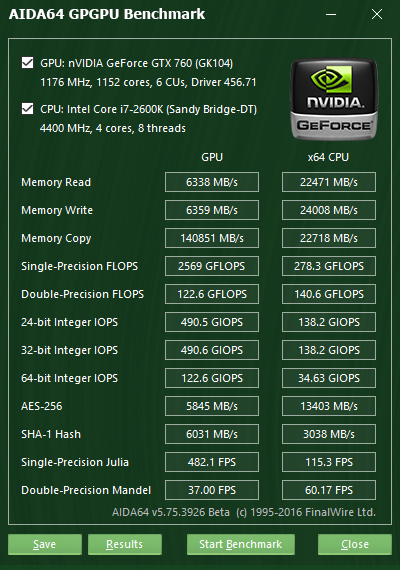 AIDA64 GPGPU Benchmark
GPU: nVIDIA GeForce GTX 760 (GK104)
1176 MHz, 1152 cores, 6 CUs, Driver 456.71
CPU: Intel Core i7-2600K (Sandy Bridge-DT)
4400 MHz, 4 cores, 8 threads
NVIDIA.
GEFORCE
GPU x64 CPU
Memory Read 6338 MB/s 22471 MB/s
Memory Write 6359 MB/s 24008 MB/s
Memory Copy 140851 MB/s 22718 MB/s
Single-Precision FLOPS 2569 GFLOPS 278.3 GFLOPS
Double-Precision FLOPS 122.6 GFLOPS 140.6 GFLOPS
24-bit Integer IOPS 490.5 GIOPS 138.2 GIOPS
32-bit Integer IOPS 490.6 GIOPS 138.2 GIOPS
64-bit Integer IOPS 122.6 GIOPS 34.63 GIOPS
AES-256 5845 MB/s 13403 MB/s
SHA-1 Hash 6031 MB/s 3038 MB/s
Single-Precision Julia 482.1 FPS 115.3 FPS
Double-Precision Mandel 37.00 FPS 60.17 FPS
AIDA64 v5.75.3926 Beta (c) 1995-2016 FinalWire Ltd.
Save Results Start Benchmark Close